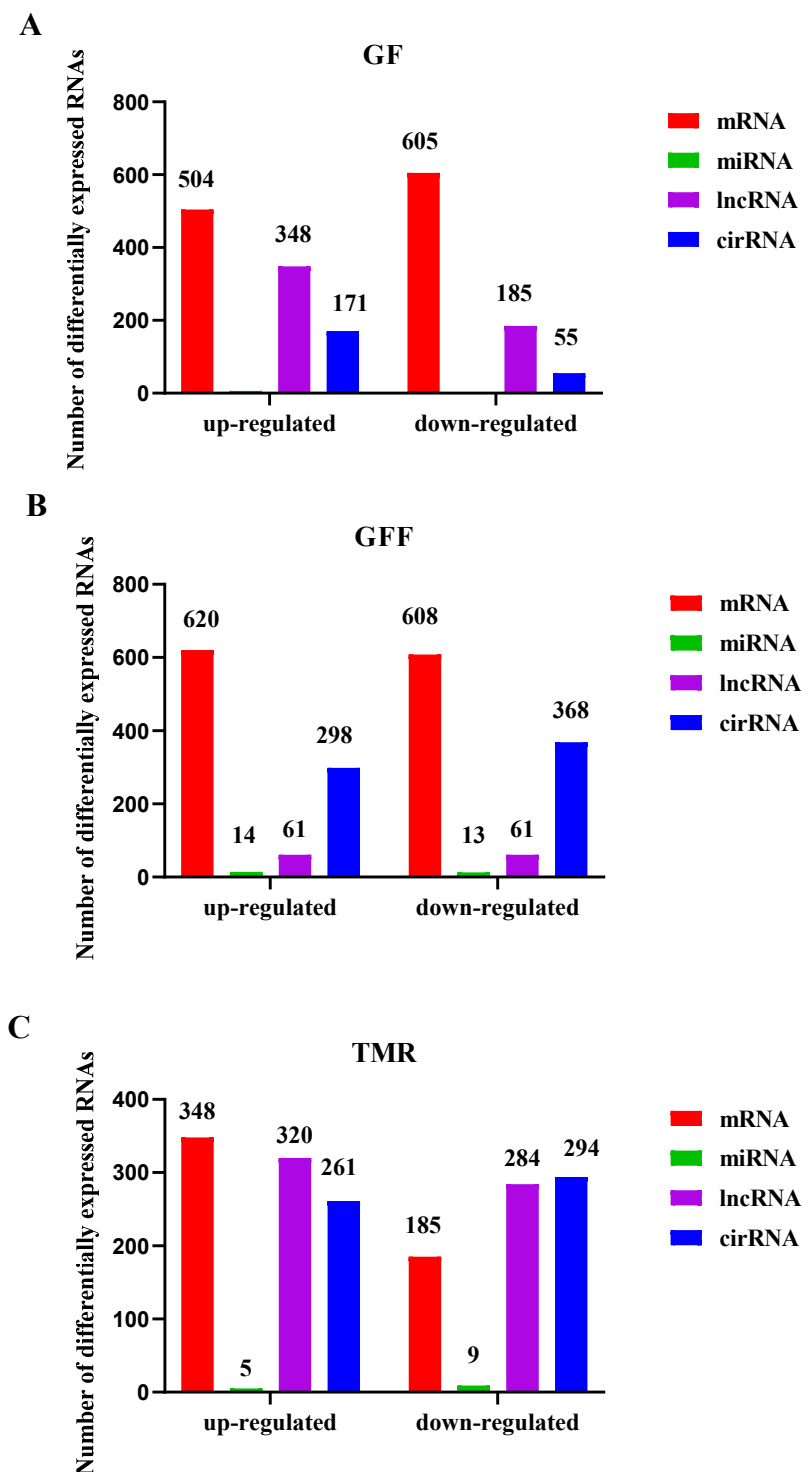 A
GF
Number of differentially expressed RNAs
800
600
400
200
0
504
348
171
605
185
55
up-regulated
down-regulated
mRNA
miRNA
lncRNA
cirRNA
B
GFF
Number of differentially expressed RNAs
800
600
400
200
0
620
14
61
298
608
13
61
368
up-regulated
down-regulated
mRNA
miRNA
lncRNA
cirRNA
C
TMR
Number of differentially expressed RNAs
400
300
200
100
0
348
5
320
261
185
9
284
294
up-regulated
down-regulated
mRNA
miRNA
lncRNA
cirRNA